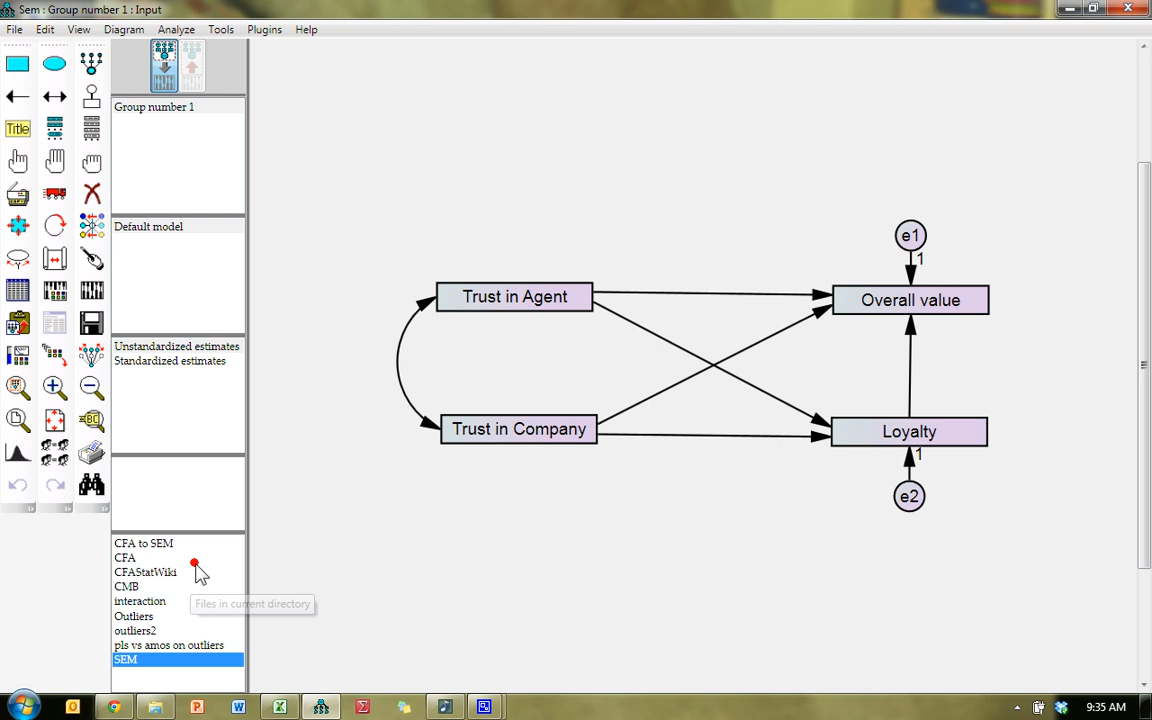 Sem : Group number 1 : Input
File Edit View Diagram Analyze Tools Plugins Help
Title
Group number 1
Default model
Unstandardized estimates
Standardized estimates
CFA to SEM
CFA
CFAStatWiki
CMB
interaction
Outliers
outliers2
pls vs amos on outliers
SEM
Files in current directory
e1
1
Trust in Agent
Overall value
Trust in Company
Loyalty
1
e2
9:35 AM